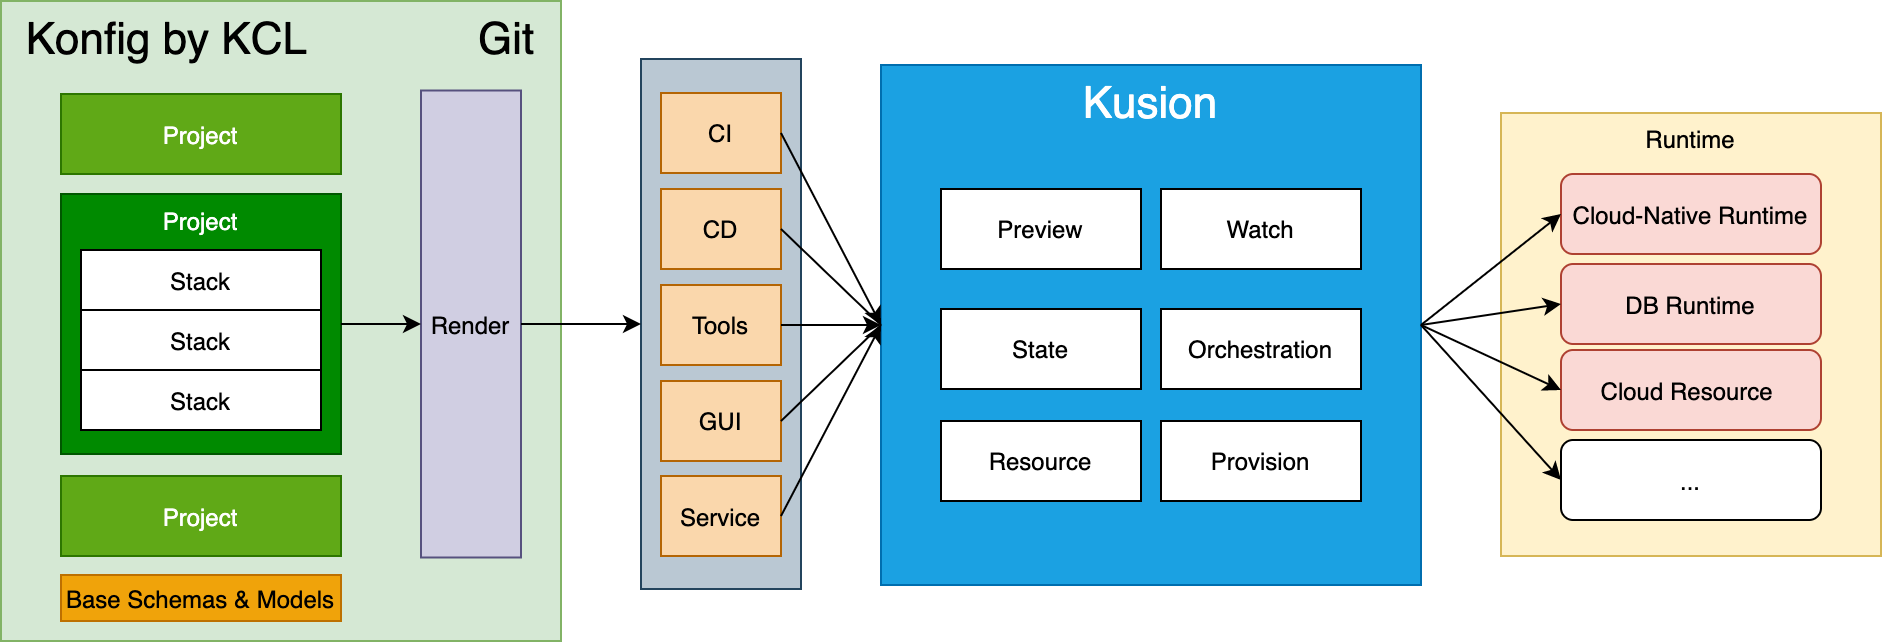 Konfig by KCL
Git
Project
Project
Stack
Stack
Stack
Project
Base Schemas & Models
Render
CI
CD
Tools
GUI
Service
Kusion
Preview
Watch
State
Orchestration
Resource
Provision
Runtime
Cloud-Native Runtime
DB Runtime
Cloud Resource
...